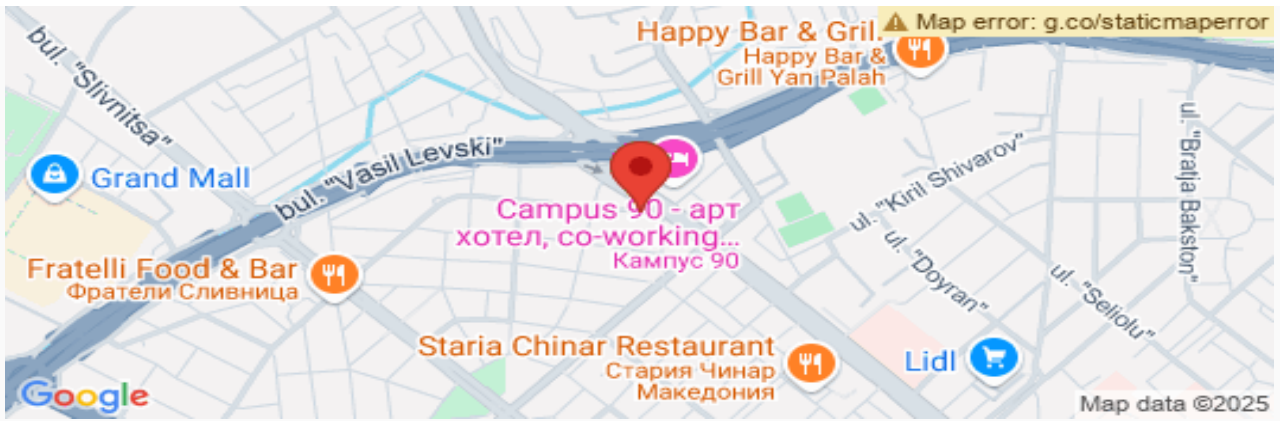 Happy Bar & Gril.
Map error: g.co/staticmaperror
Happy Bar &
Grill Yan Palah
bul. "Slivnitsa"
ul. "Bratja Bakston"
bul. "Vasil Levski"
Grand Mall
ul. "Kiril Shivarov"
Campus 90 - арт
хотел, co-working...
Кампус 90
ul. "Doyran"
ul. "Seliolu"
Fratelli Food & Bar
Фратели Сливница
Staria Chinar Restaurant
Стария Чинар
Македония
Lidl
Google
Map data ©2025